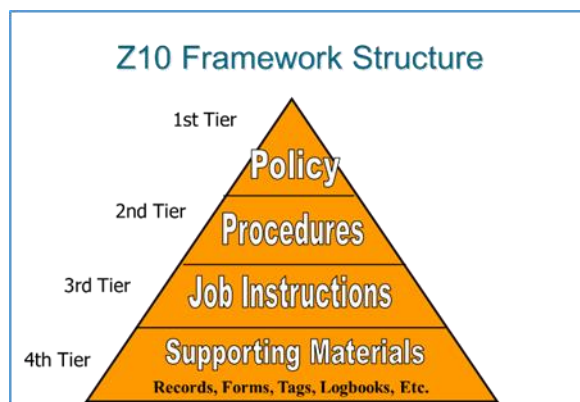 Z10 Framework Structure
1st Tier
Policy
2nd Tier
Procedures
3rd Tier
Job Instructions
4th Tier
Supporting Materials
Records, Forms, Tags, Logbooks, Etc.